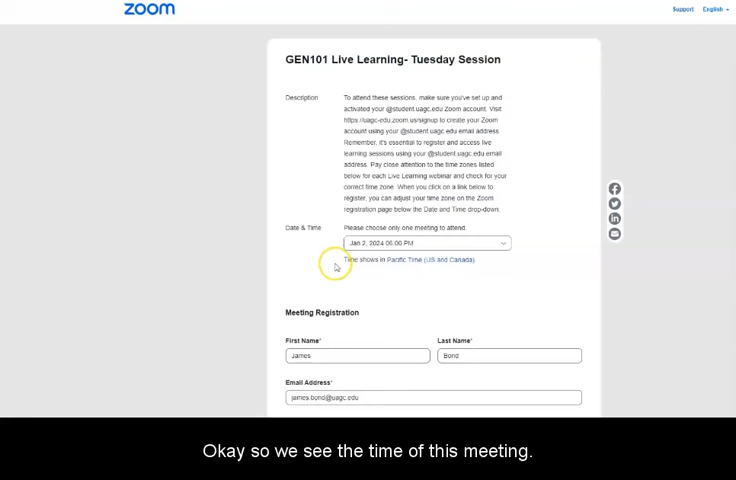 zoom
Support English
GEN101 Live Learning- Tuesday Session
Description
To attend these sessions, make sure you've set up and
activated your @student.uagc.edu Zoom account. Visit
https://uagc-edu.zoom.us/signup to create your Zoom
account using your @student.uagc.edu email address
Remember, it's essential to register and access live
learning sessions using your @student.uagc.edu email
address. Pay close attention to the time zones listed
below for each Live Learning webinar and check for your
correct time zone. When you click on a link below to
register, you can adjust your time zone on the Zoom
registration page below the Date and Time drop-down.
Date & Time
Please choose only one meeting to attend.
Jan 2, 2024 06:00 PM
Time shows in Pacific Time (US and Canada)
Meeting Registration
First Name* Last Name*
James Bond
Email Address*
james.bond@uagc.edu
Okay so we see the time of this meeting.